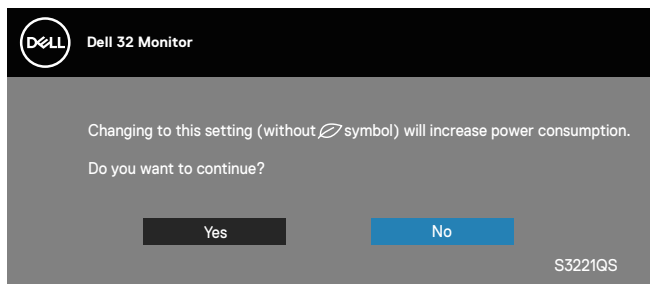 DELL
Dell 32 Monitor
Changing to this setting (without symbol) will increase power consumption.
Do you want to continue?
Yes No
S3221QS